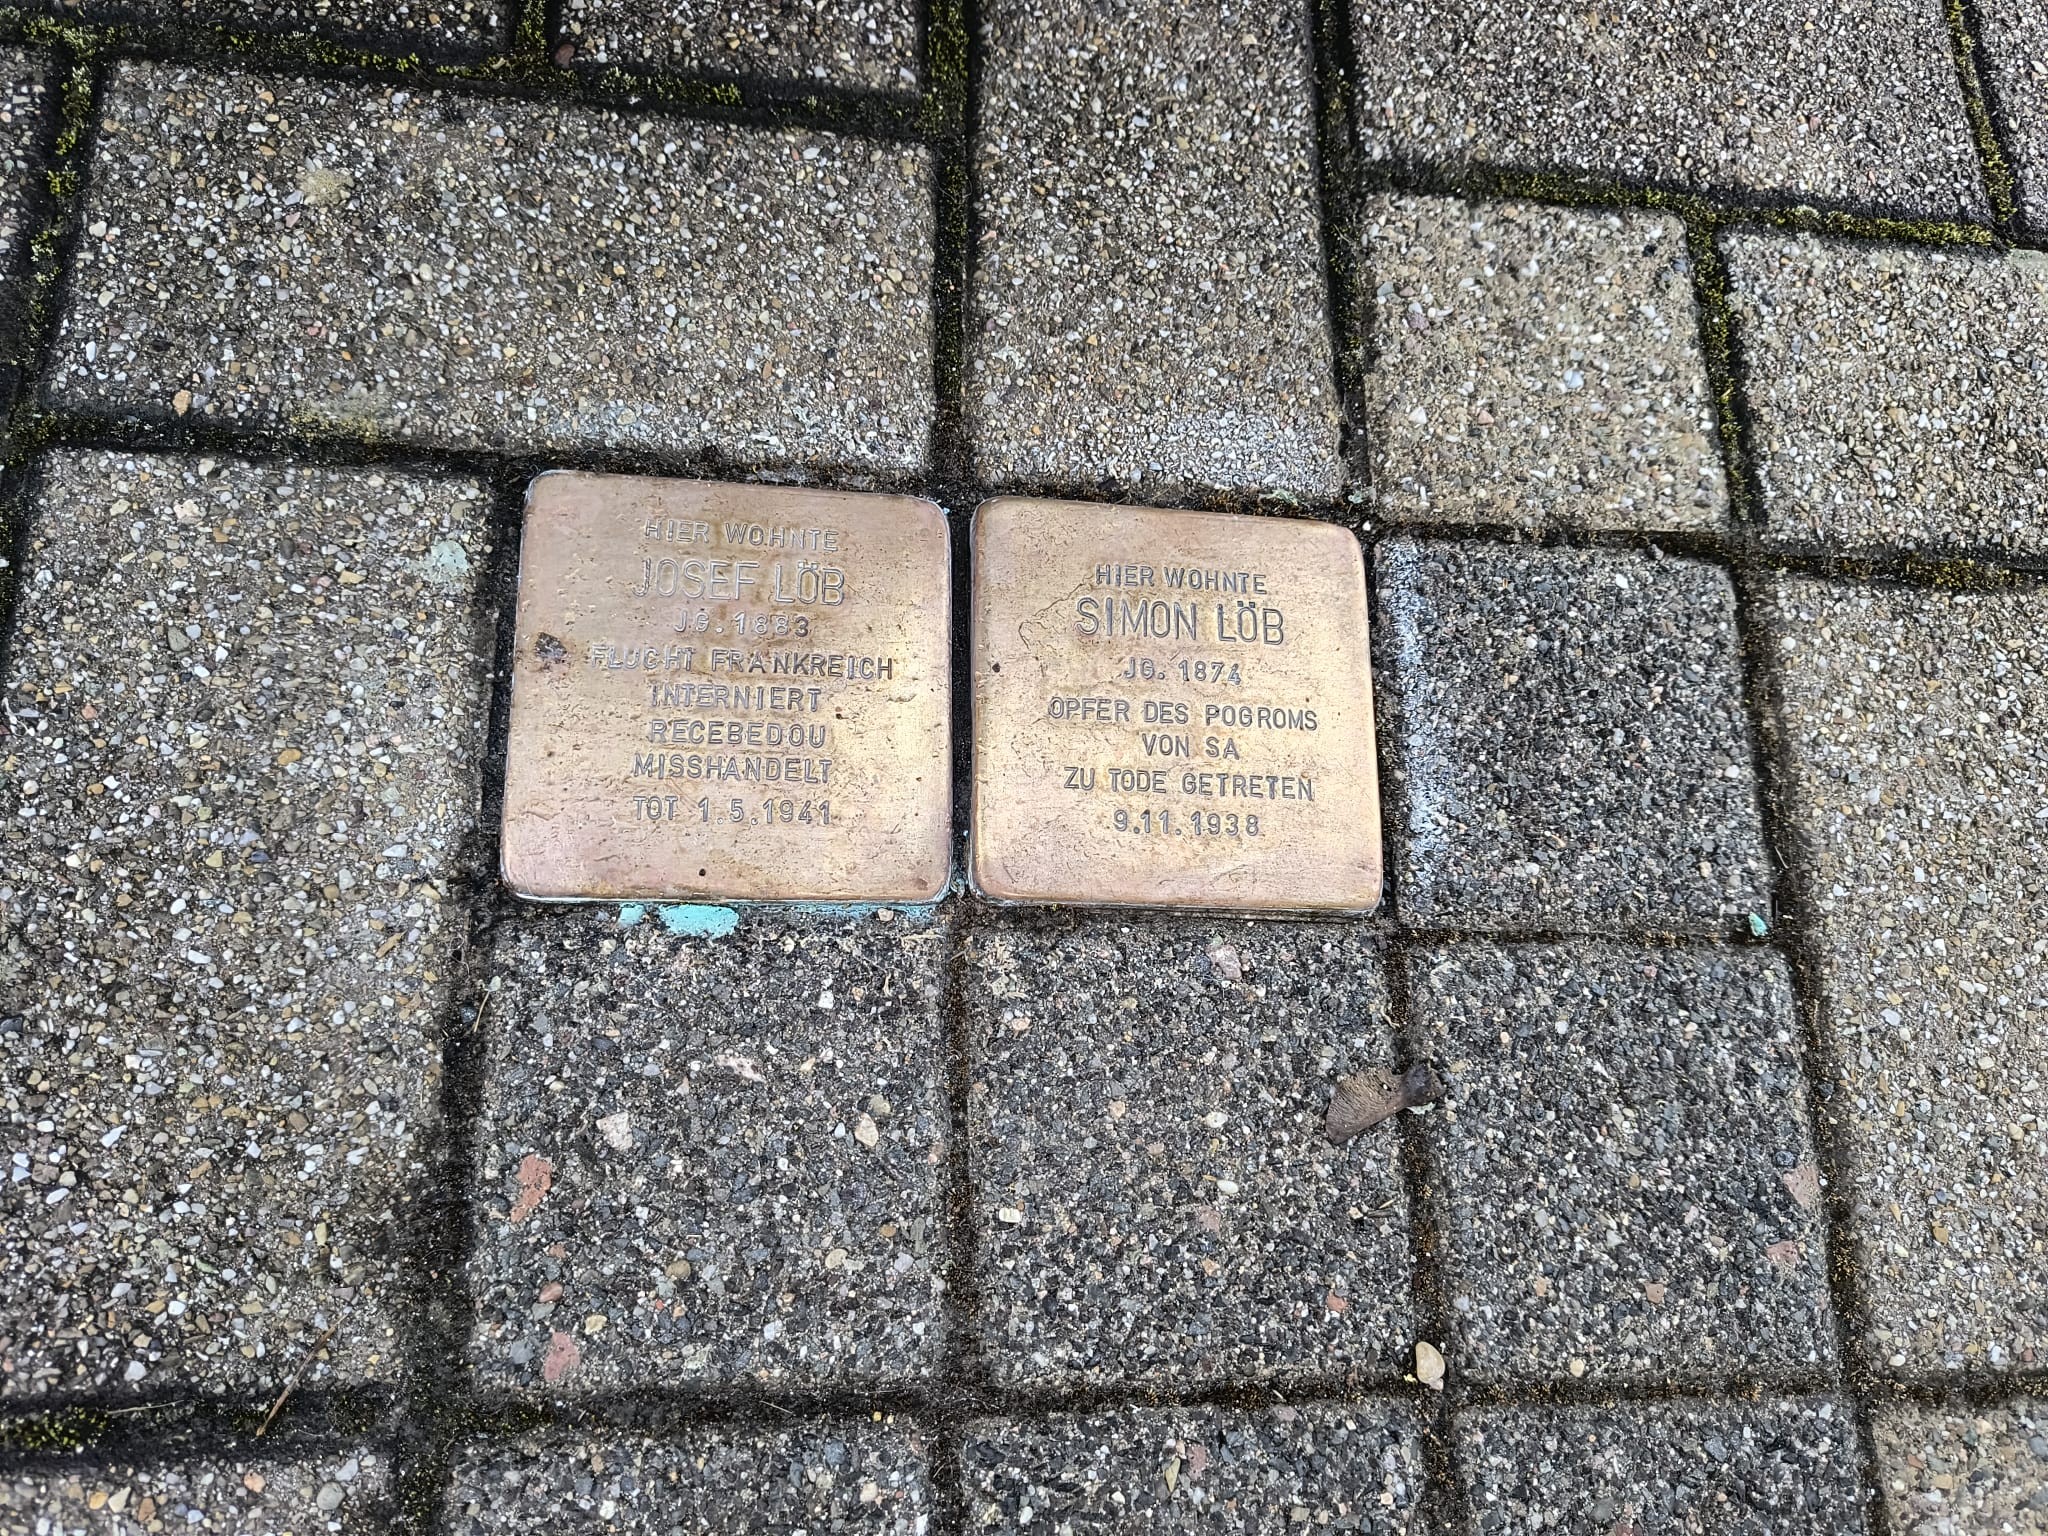 HIER WOHNTE
JOSEF LÖB
JG. 1883
FLUCHT FRANKREICH
INTERNIERT
RECEBEDOU
MISSHANDELT
TOT 1.5.1941
HIER WOHNTE
SIMON LÖB
JG. 1874
OPFER DES POGROMS
VON SA
ZU TODE GETRETEN
9.11.1938